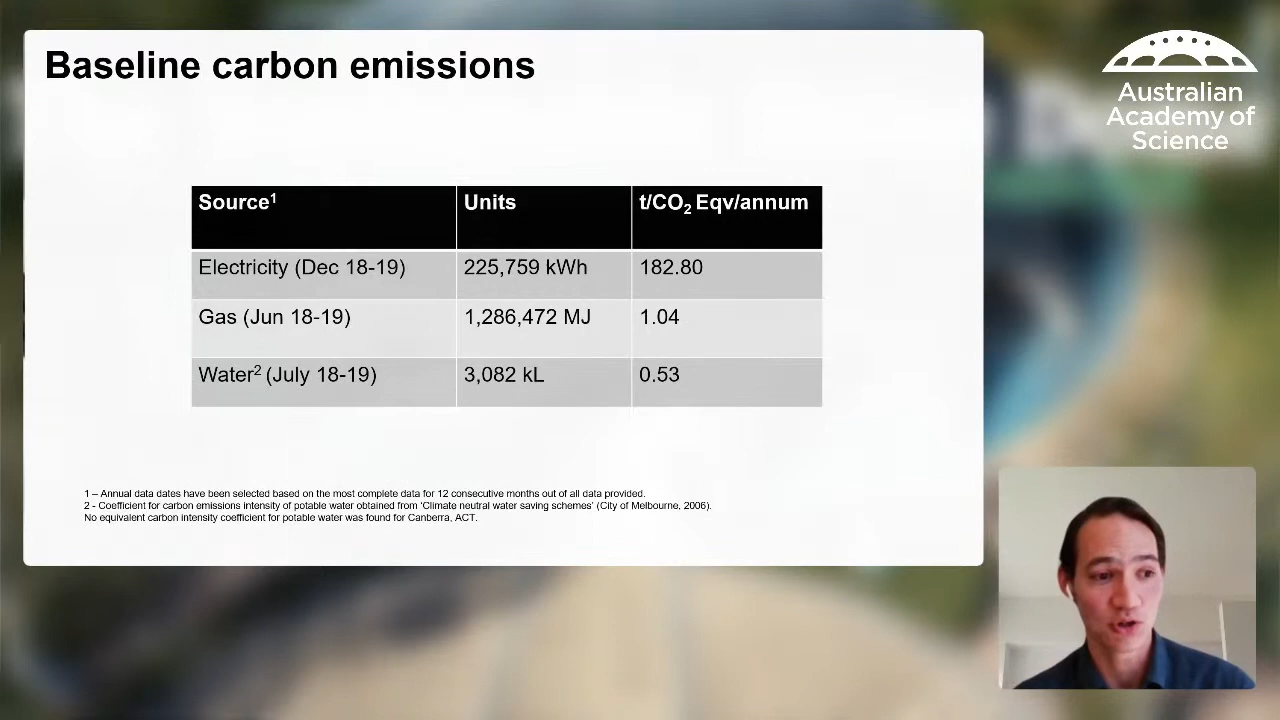 Baseline carbon emissions
Australian
Academy of
Science
Source¹ Units t/CO₂ Eqv/annum
Electricity (Dec 18-19) 225,759 kWh 182.80
Gas (Jun 18-19) 1,286,472 MJ 1.04
Water² (July 18-19) 3,082 kL 0.53
1 – Annual data dates have been selected based on the most complete data for 12 consecutive months out of all data provided.
2 - Coefficient for carbon emissions intensity of potable water obtained from ‘Climate neutral water saving schemes’ (City of Melbourne, 2006).
No equivalent carbon intensity coefficient for potable water was found for Canberra, ACT.